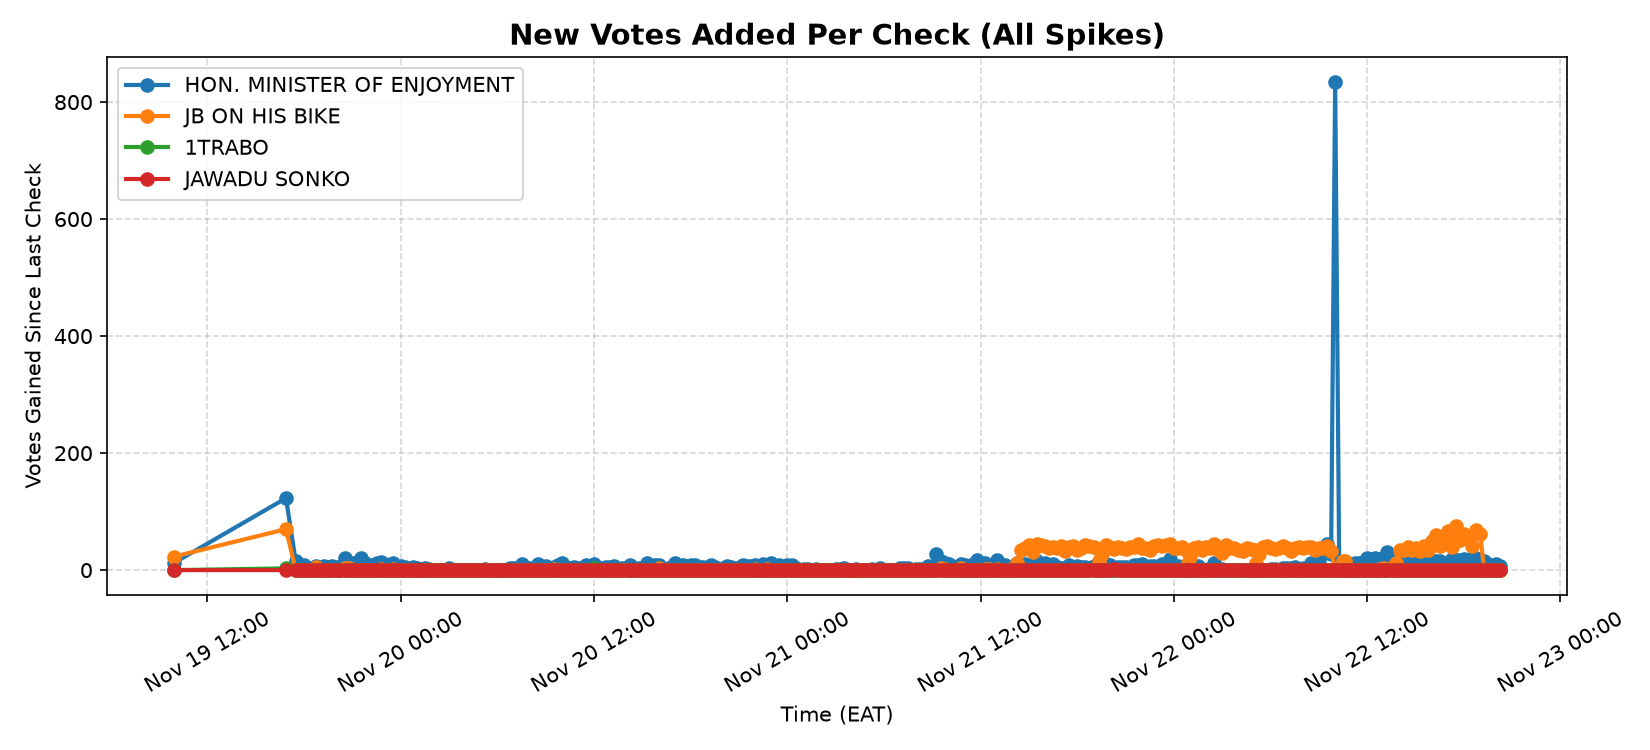 New Votes Added Per Check (All Spikes)
HON. MINISTER OF ENJOYMENT
JB ON HIS BIKE
1TRABO
JAWADU SONKO
Votes Gained Since Last Check
800
600
400
200
0
Nov 19 12:00
Nov 20 00:00
Nov 20 12:00
Nov 21 00:00
Nov 21 12:00
Nov 22 00:00
Nov 22 12:00
Nov 23 00:00
Time (EAT)